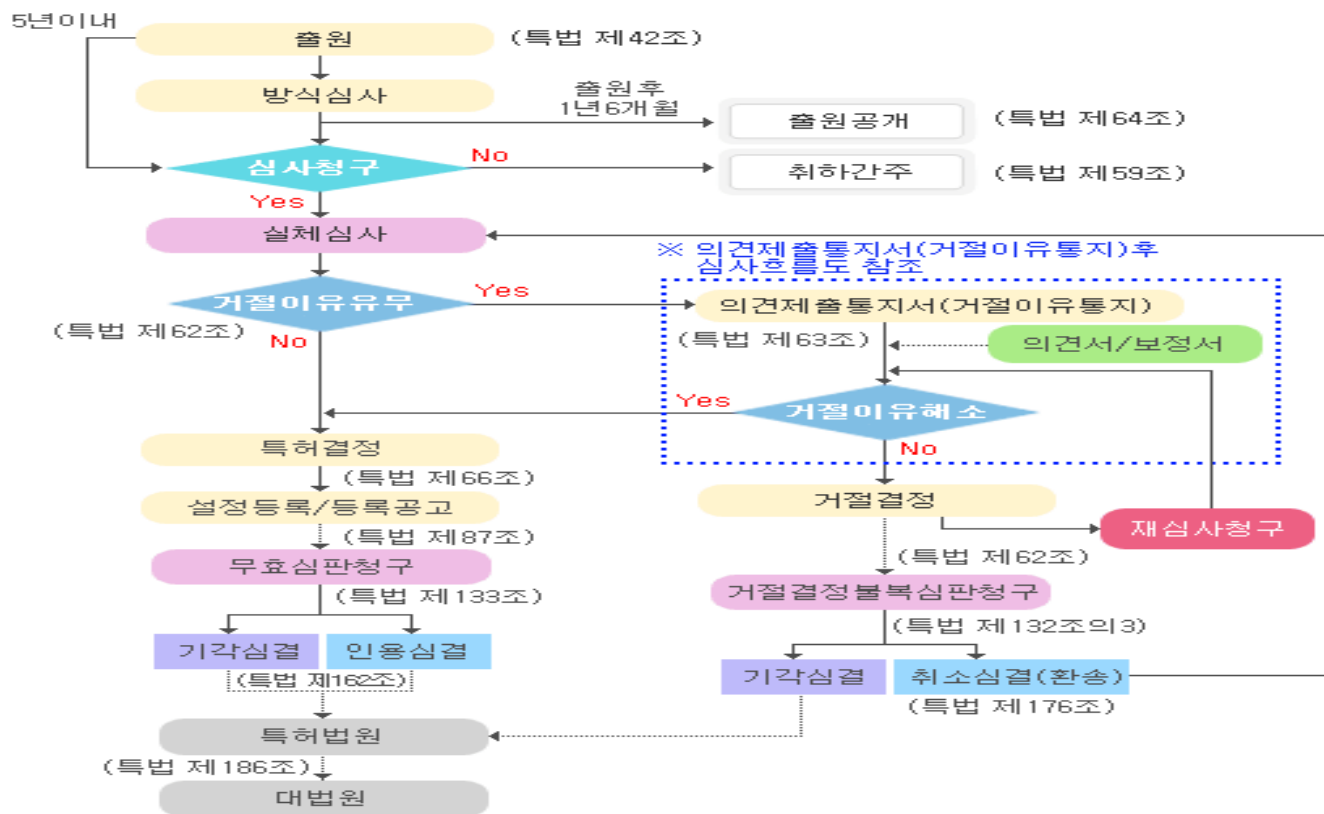 5년이내
출원
(특법 제42조)
방식심사
출원후
1년6개월
출원공개
(특법 제64조)
심사청구
No
취하간주
(특법 제59조)
Yes
실체심사
※ 의견제출통지서(거절이유통지)후
심사흐름도 참조
거절이유유무
Yes
의견제출통지서(거절이유통지)
(특법 제62조)
No
(특법 제63조)
의견서/보정서
Yes
거절이유해소
No
특허결정
(특법 제66조)
거절결정
설정등록/등록공고
재심사청구
(특법 제87조)
(특법 제62조)
무효심판청구
거절결정불복심판청구
(특법 제133조)
(특법 제132조의3)
기각심결
인용심결
기각심결
취소심결(환송)
(특법 제162조)
(특법 제176조)
특허법원
(특법 제186조)
대법원